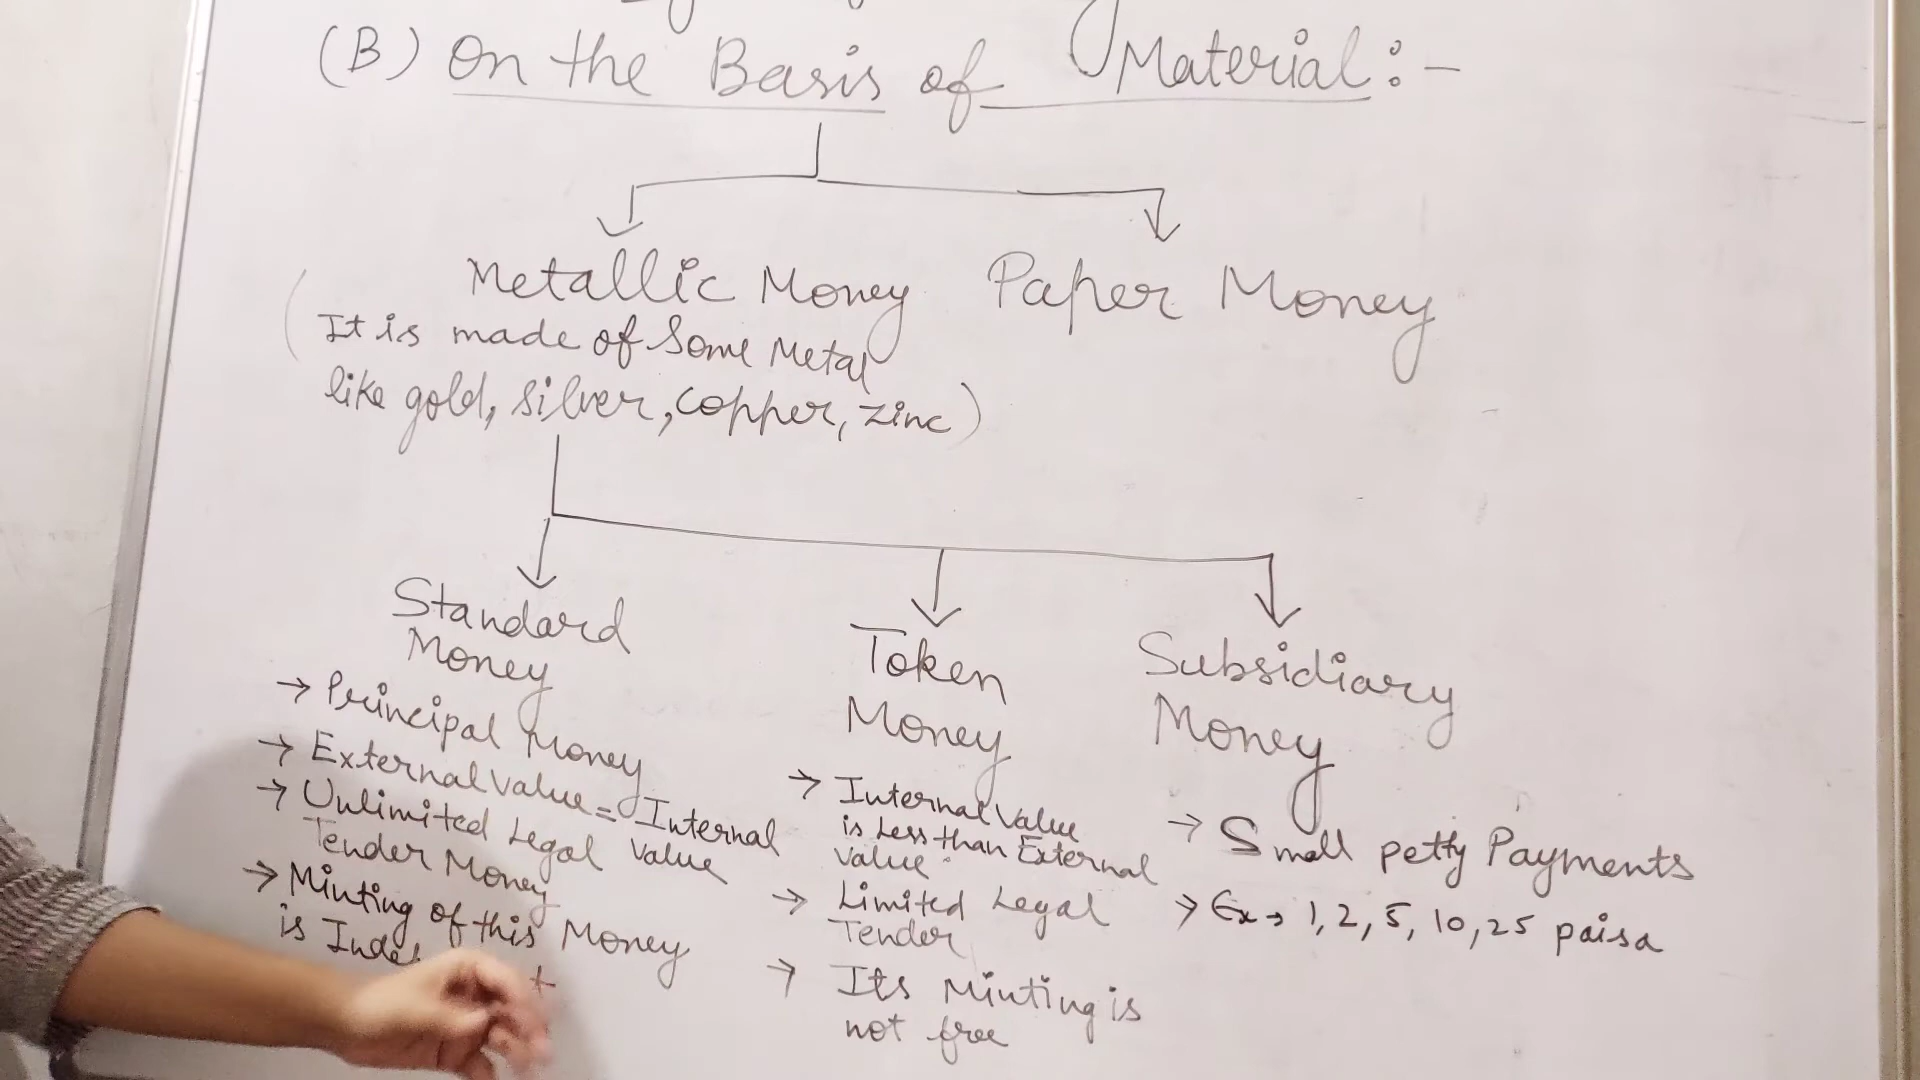 (B) On the Basis of Material :-
Metallic Money
(It is made of Some Metal
like gold, silver, copper, zinc)
Paper Money
Standard
Money
→ Principal Money
→ External Value = Internal
Value
→ Unlimited Legal
Tender Money
→ Minting of this Money
is
Token
Money
→ Internal Value
is Less than External
Value.
→ Limited Legal
Tender
→ Its Minting is
not free
Subsidiary
Money
→ Small petty Payments
→ Ex → 1, 2, 5, 10, 25 paisa